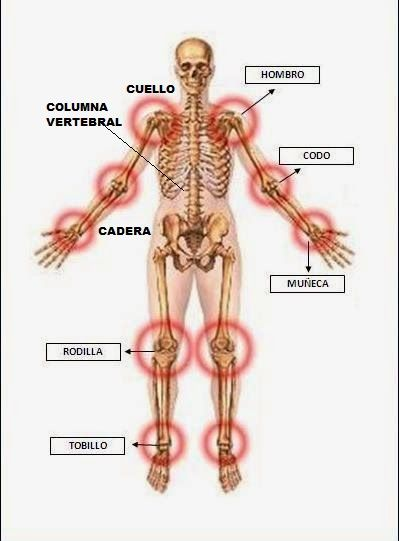 HOMBRO
CUELLO
COLUMNA
VERTEBRAL
CODO
CADERA
MUÑECA
RODILLA
TOBILLO